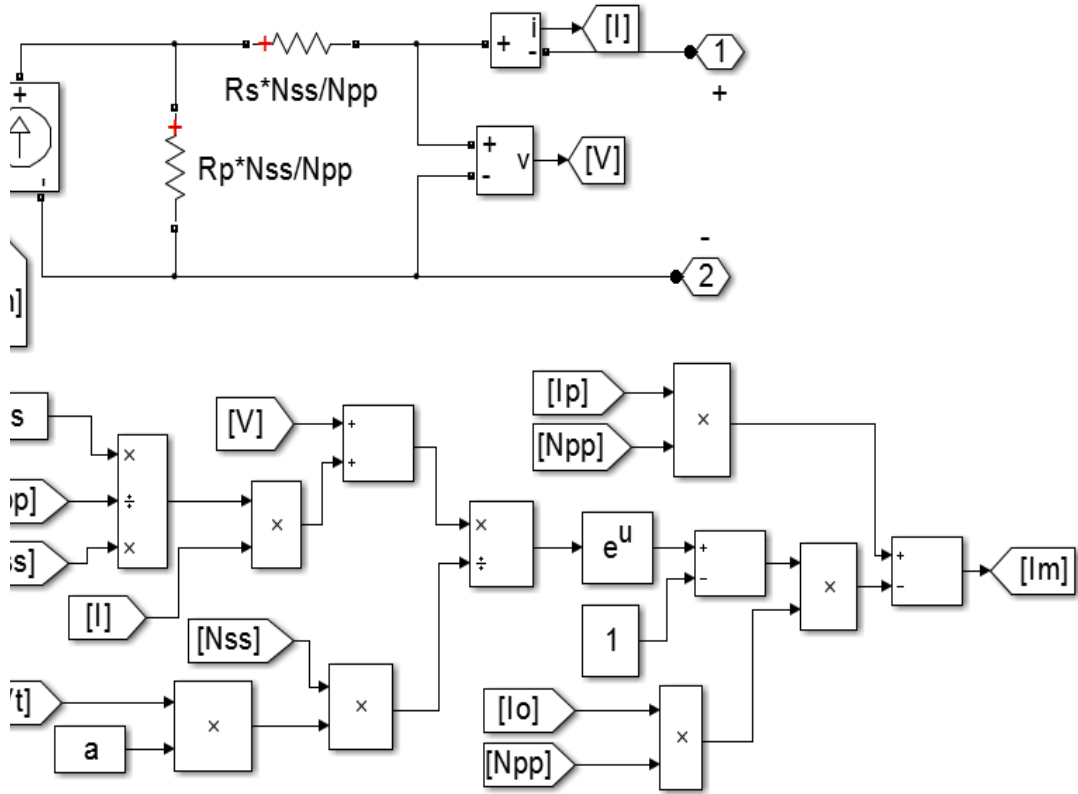 i
[I]
+
-
1
+
+
Rs*Nss/Npp
+
+
Rp*Nss/Npp
+
-
v
[V]
-
-
2
[Ip]
[Npp]
×
s
[V]
+
+
×
÷
×
×
[I]
×
÷
e^u
+
-
1
×
+
-
[Im]
[Nss]
×
t]
a
×
[Io]
[Npp]
×